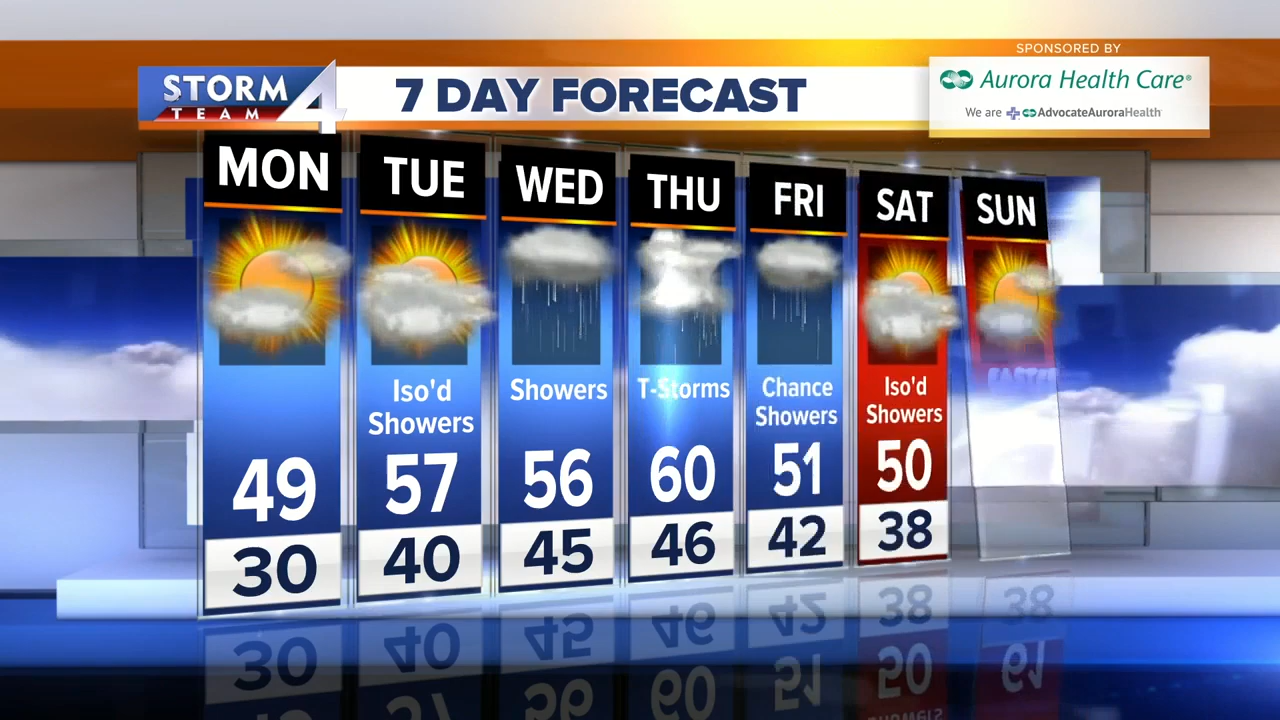 SPONSORED BY
STORM
TEAM 4
7 DAY FORECAST
Aurora Health Care®
We are AdvocateAuroraHealth
MON TUE WED THU FRI SAT SUN
Iso'd Showers T-Storms Chance Iso'd
Showers Showers Showers
49 57 56 60 51 50
30 40 45 46 42 38